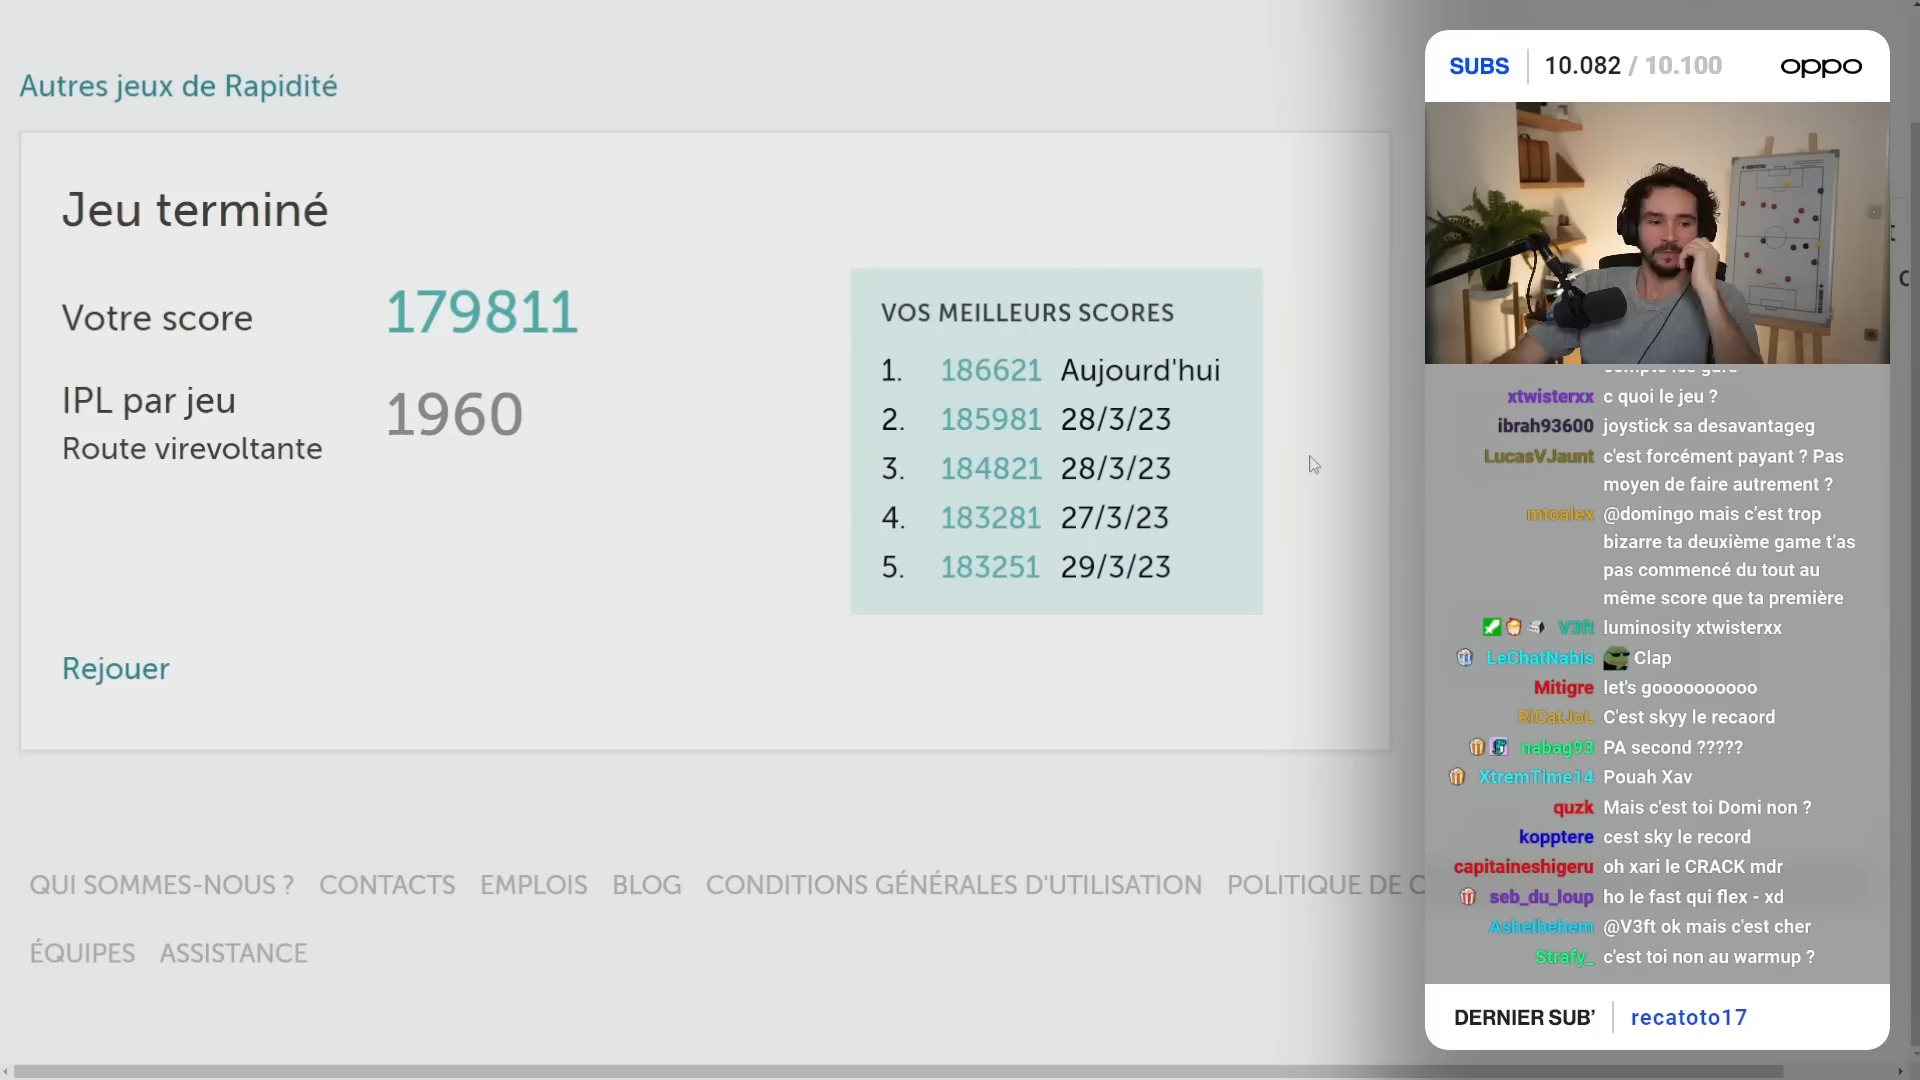 Autres jeux de Rapidité
Jeu terminé
Votre score 179811
IPL par jeu 1960
Route virevoltante
VOS MEILLEURS SCORES
1. 186621 Aujourd'hui
2. 185981 28/3/23
3. 184821 28/3/23
4. 183281 27/3/23
5. 183251 29/3/23
Rejouer
QUI SOMMES-NOUS ? CONTACTS EMPLOIS BLOG CONDITIONS GÉNÉRALES D'UTILISATION POLITIQUE DE C
ÉQUIPES ASSISTANCE
SUBS 10.082 / 10.100 oppo
xtwisterxx c quoi le jeu ?
ibrah93600 joystick sa desavantageg
LucasVJaunt c'est forcément payant ? Pas
moyen de faire autrement ?
mtoalex @domingo mais c’est trop
bizarre ta deuxième game t’as
pas commencé du tout au
même score que ta première
V3ft luminosity xtwisterxx
LeChatNabis Clap
Mitigre let's goooooooooo
RiCatJoL C'est skyy le recaord
nabag93 PA second ?????
XtremTime14 Pouah Xav
quzk Mais c'est toi Domi non ?
kopptere cest sky le record
capitaineshigeru oh xari le CRACK mdr
seb_du_loup ho le fast qui flex - xd
Ashelbehem @V3ft ok mais c'est cher
Strafy_ c'est toi non au warmup ?
DERNIER SUB’ recatoto17